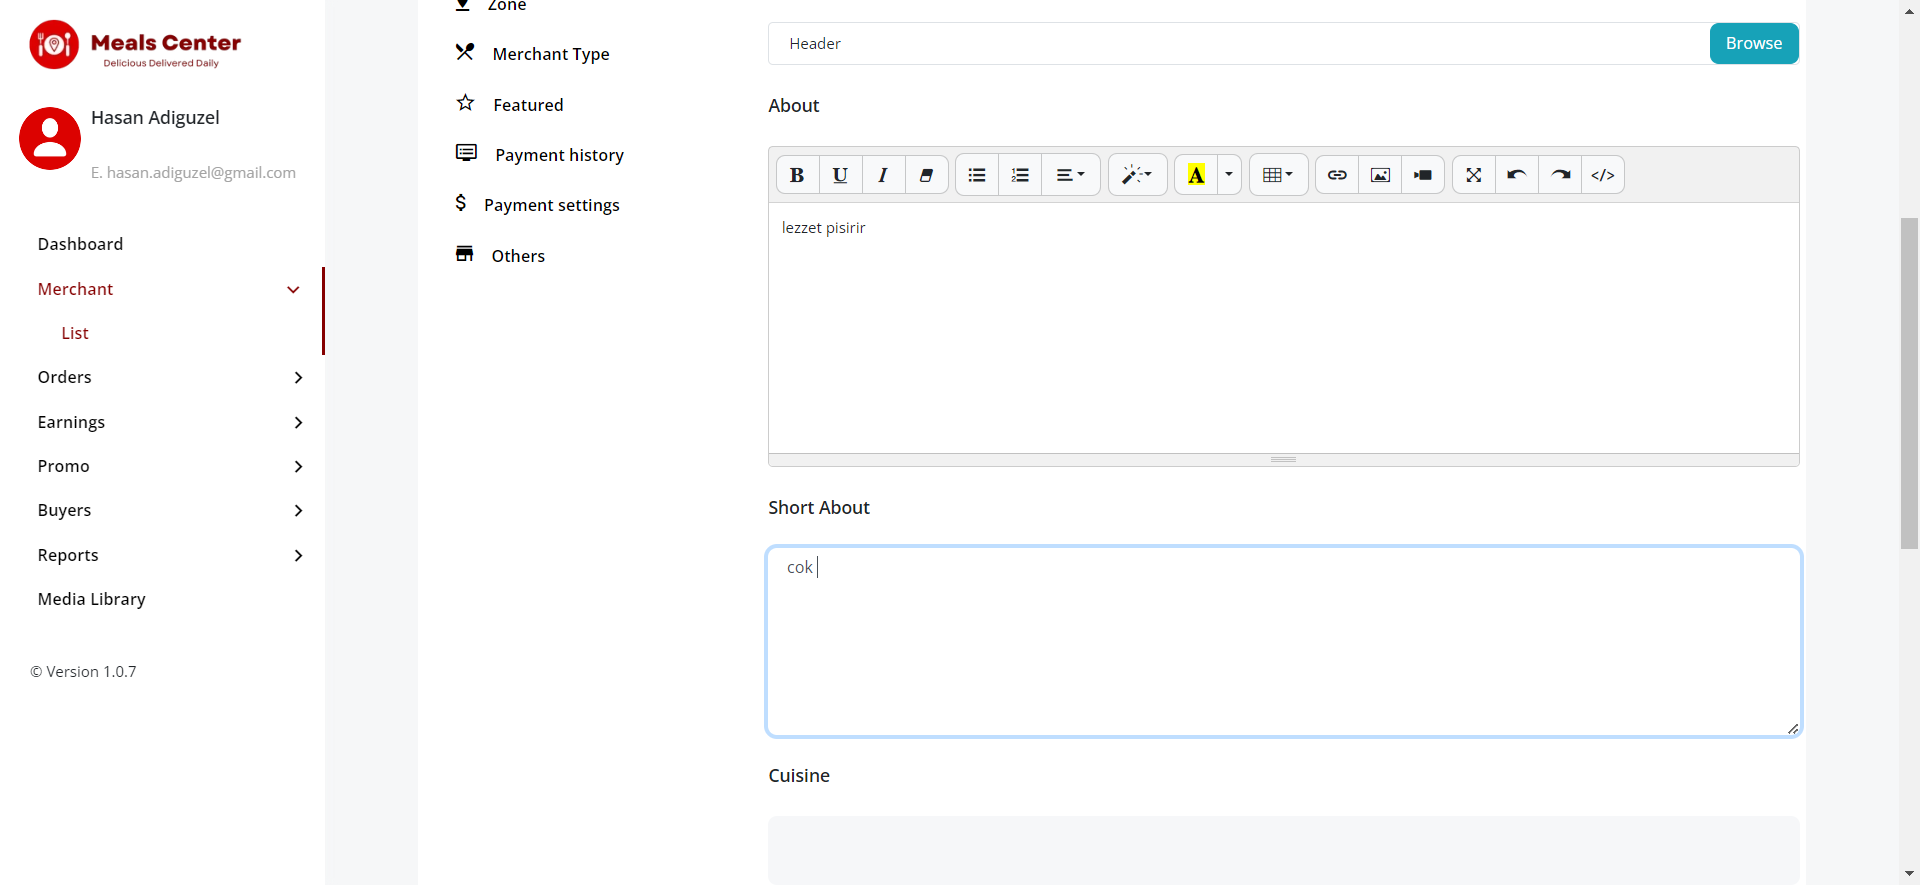 Meals Center
Delicious Delivered Daily
Hasan Adiguzel
E. hasan.adiguzel@gmail.com
Dashboard
Merchant
List
Orders
Earnings
Promo
Buyers
Reports
Media Library
© Version 1.0.7
Zone
Merchant Type
Featured
Payment history
Payment settings
Others
Header
Browse
About
B U I A </>
lezzet pisirir
Short About
cok
Cuisine